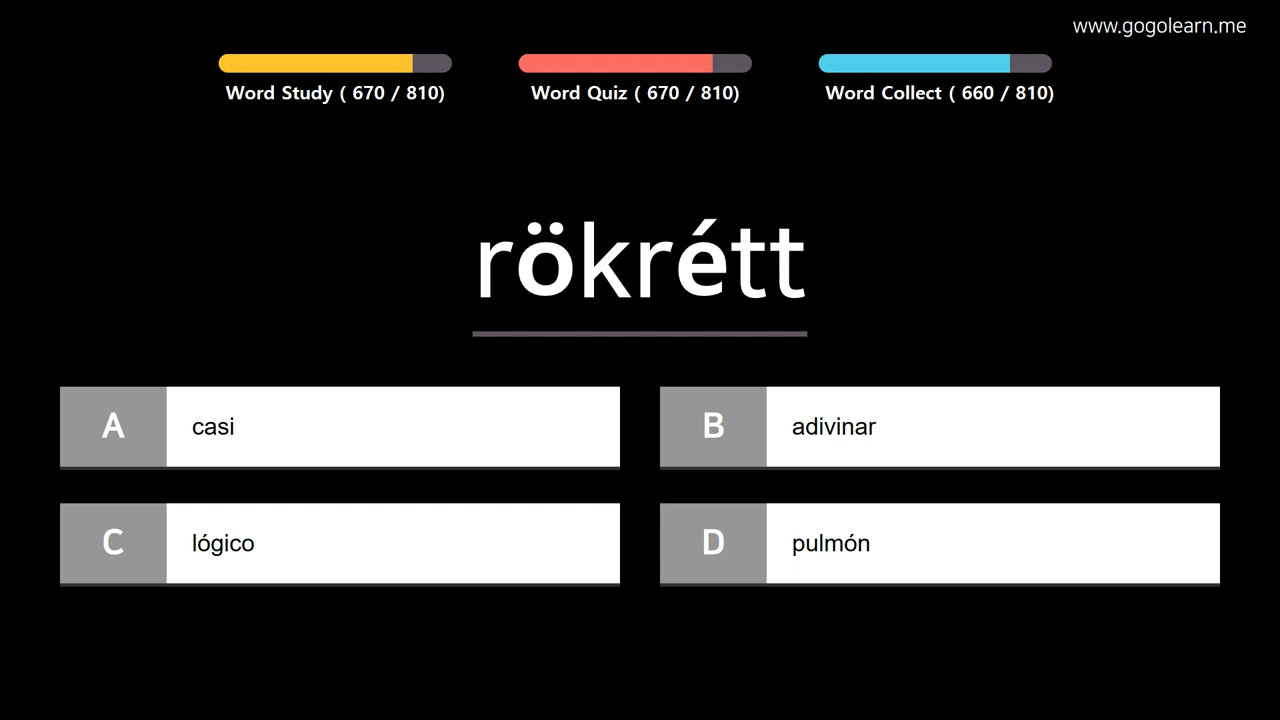 www.gogolearn.me
Word Study ( 670 / 810)
Word Quiz ( 670 / 810)
Word Collect ( 660 / 810)
rökrétt
A casi
B adivinar
C lógico
D pulmón